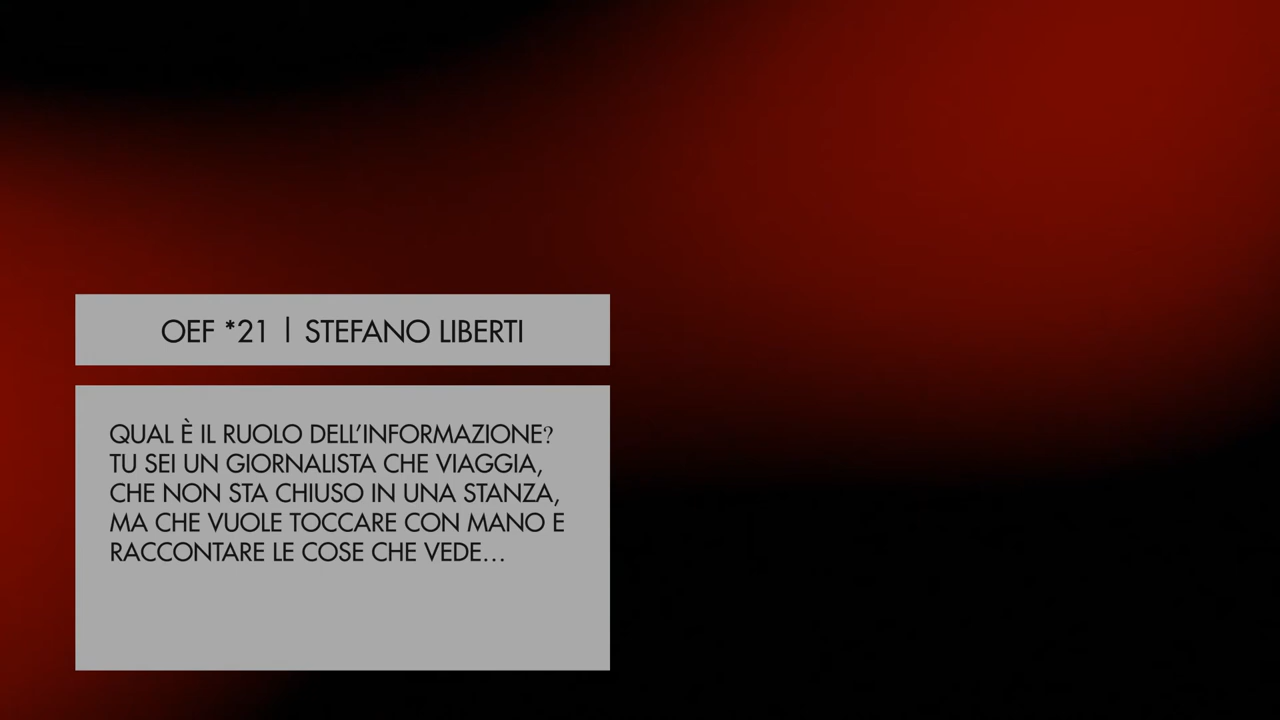 OEF *21 | STEFANO LIBERTI
QUAL È IL RUOLO DELL'INFORMAZIONE?
TU SEI UN GIORNALISTA CHE VIAGGIA,
CHE NON STA CHIUSO IN UNA STANZA,
MA CHE VUOLE TOCCARE CON MANO E
RACCONTARE LE COSE CHE VEDE...